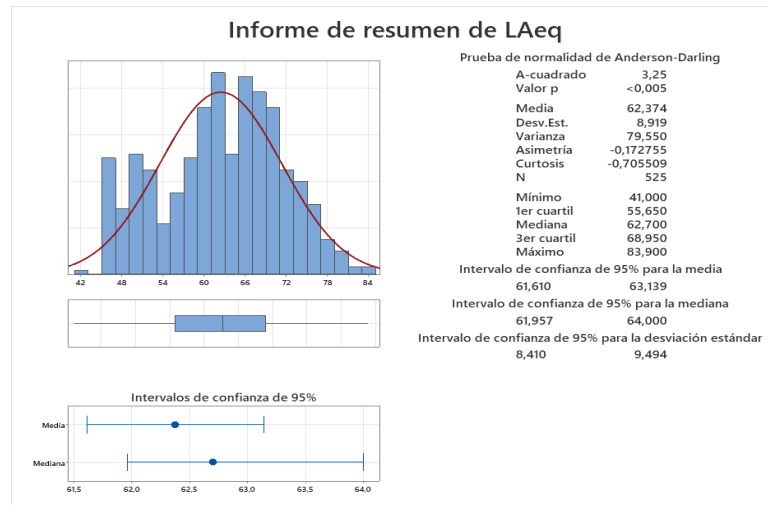 Informe de resumen de LAeq
Prueba de normalidad de Anderson-Darling
A-cuadrado 3,25
Valor p <0,005
Media 62,374
Desv.Est. 8,919
Varianza 79,550
Asimetría -0,172755
Curtosis -0,705509
N 525
Mínimo 41,000
1er cuartil 55,650
Mediana 62,700
3er cuartil 68,950
Máximo 83,900
Intervalo de confianza de 95% para la media
61,610 63,139
Intervalo de confianza de 95% para la mediana
61,957 64,000
Intervalo de confianza de 95% para la desviación estándar
8,410 9,494
42 48 54 60 66 72 78 84
Intervalos de confianza de 95%
Media
Mediana
61,5 62,0 62,5 63,0 63,5 64,0